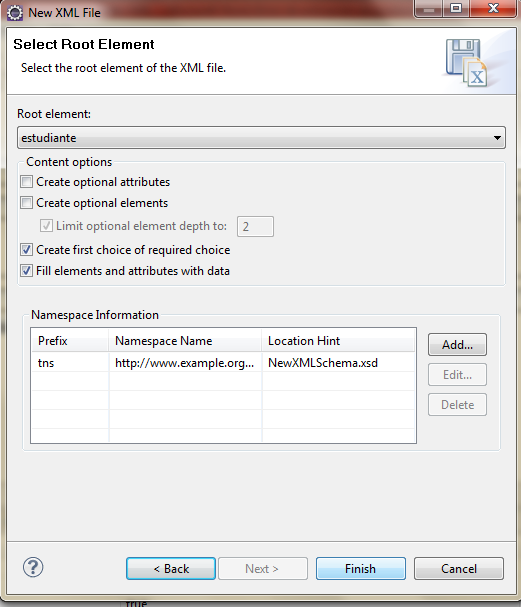 New XML File
Select Root Element
Select the root element of the XML file.
X
Root element:
estudiante
Content options
Create optional attributes
Create optional elements
Limit optional element depth to: 2
Create first choice of required choice
Fill elements and attributes with data
Namespace Information
Prefix Namespace Name Location Hint
tns http://www.example.org... NewXMLSchema.xsd
Add...
Edit...
Delete
? < Back Next > Finish Cancel
true